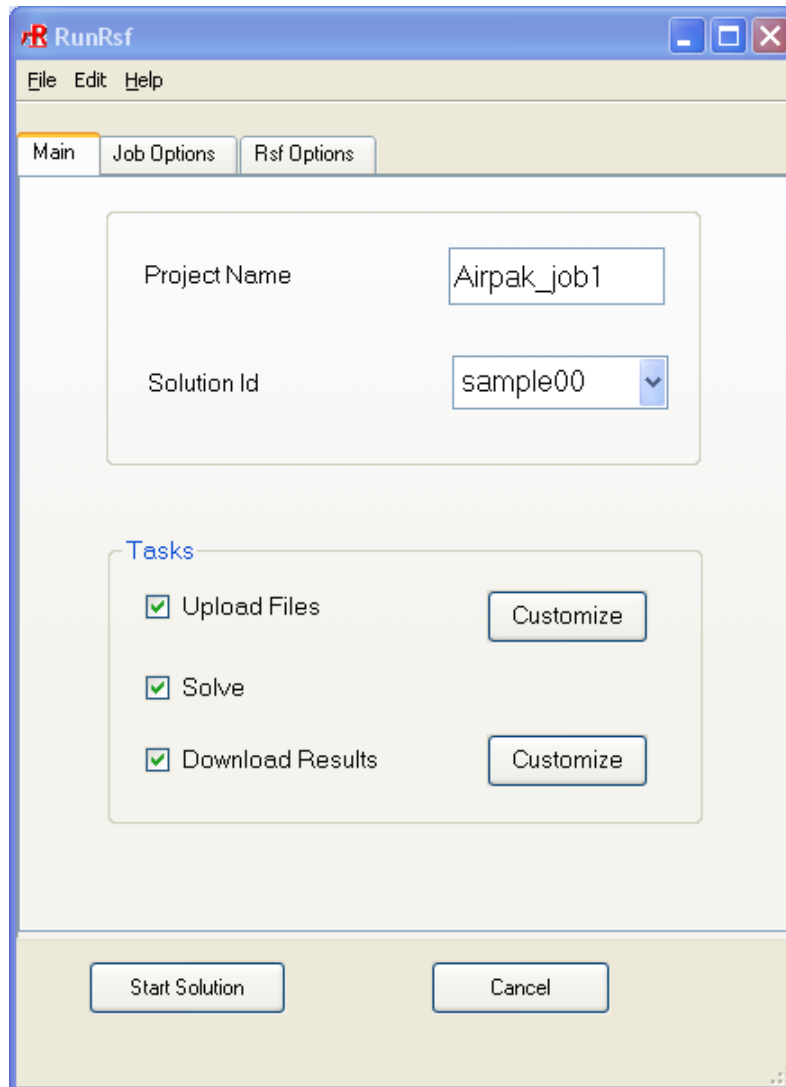 rR RunRsf
File Edit Help
Main Job Options Rsf Options
Project Name Airpak_job1
Solution Id sample00
Tasks
Upload Files Customize
Solve
Download Results Customize
Start Solution Cancel